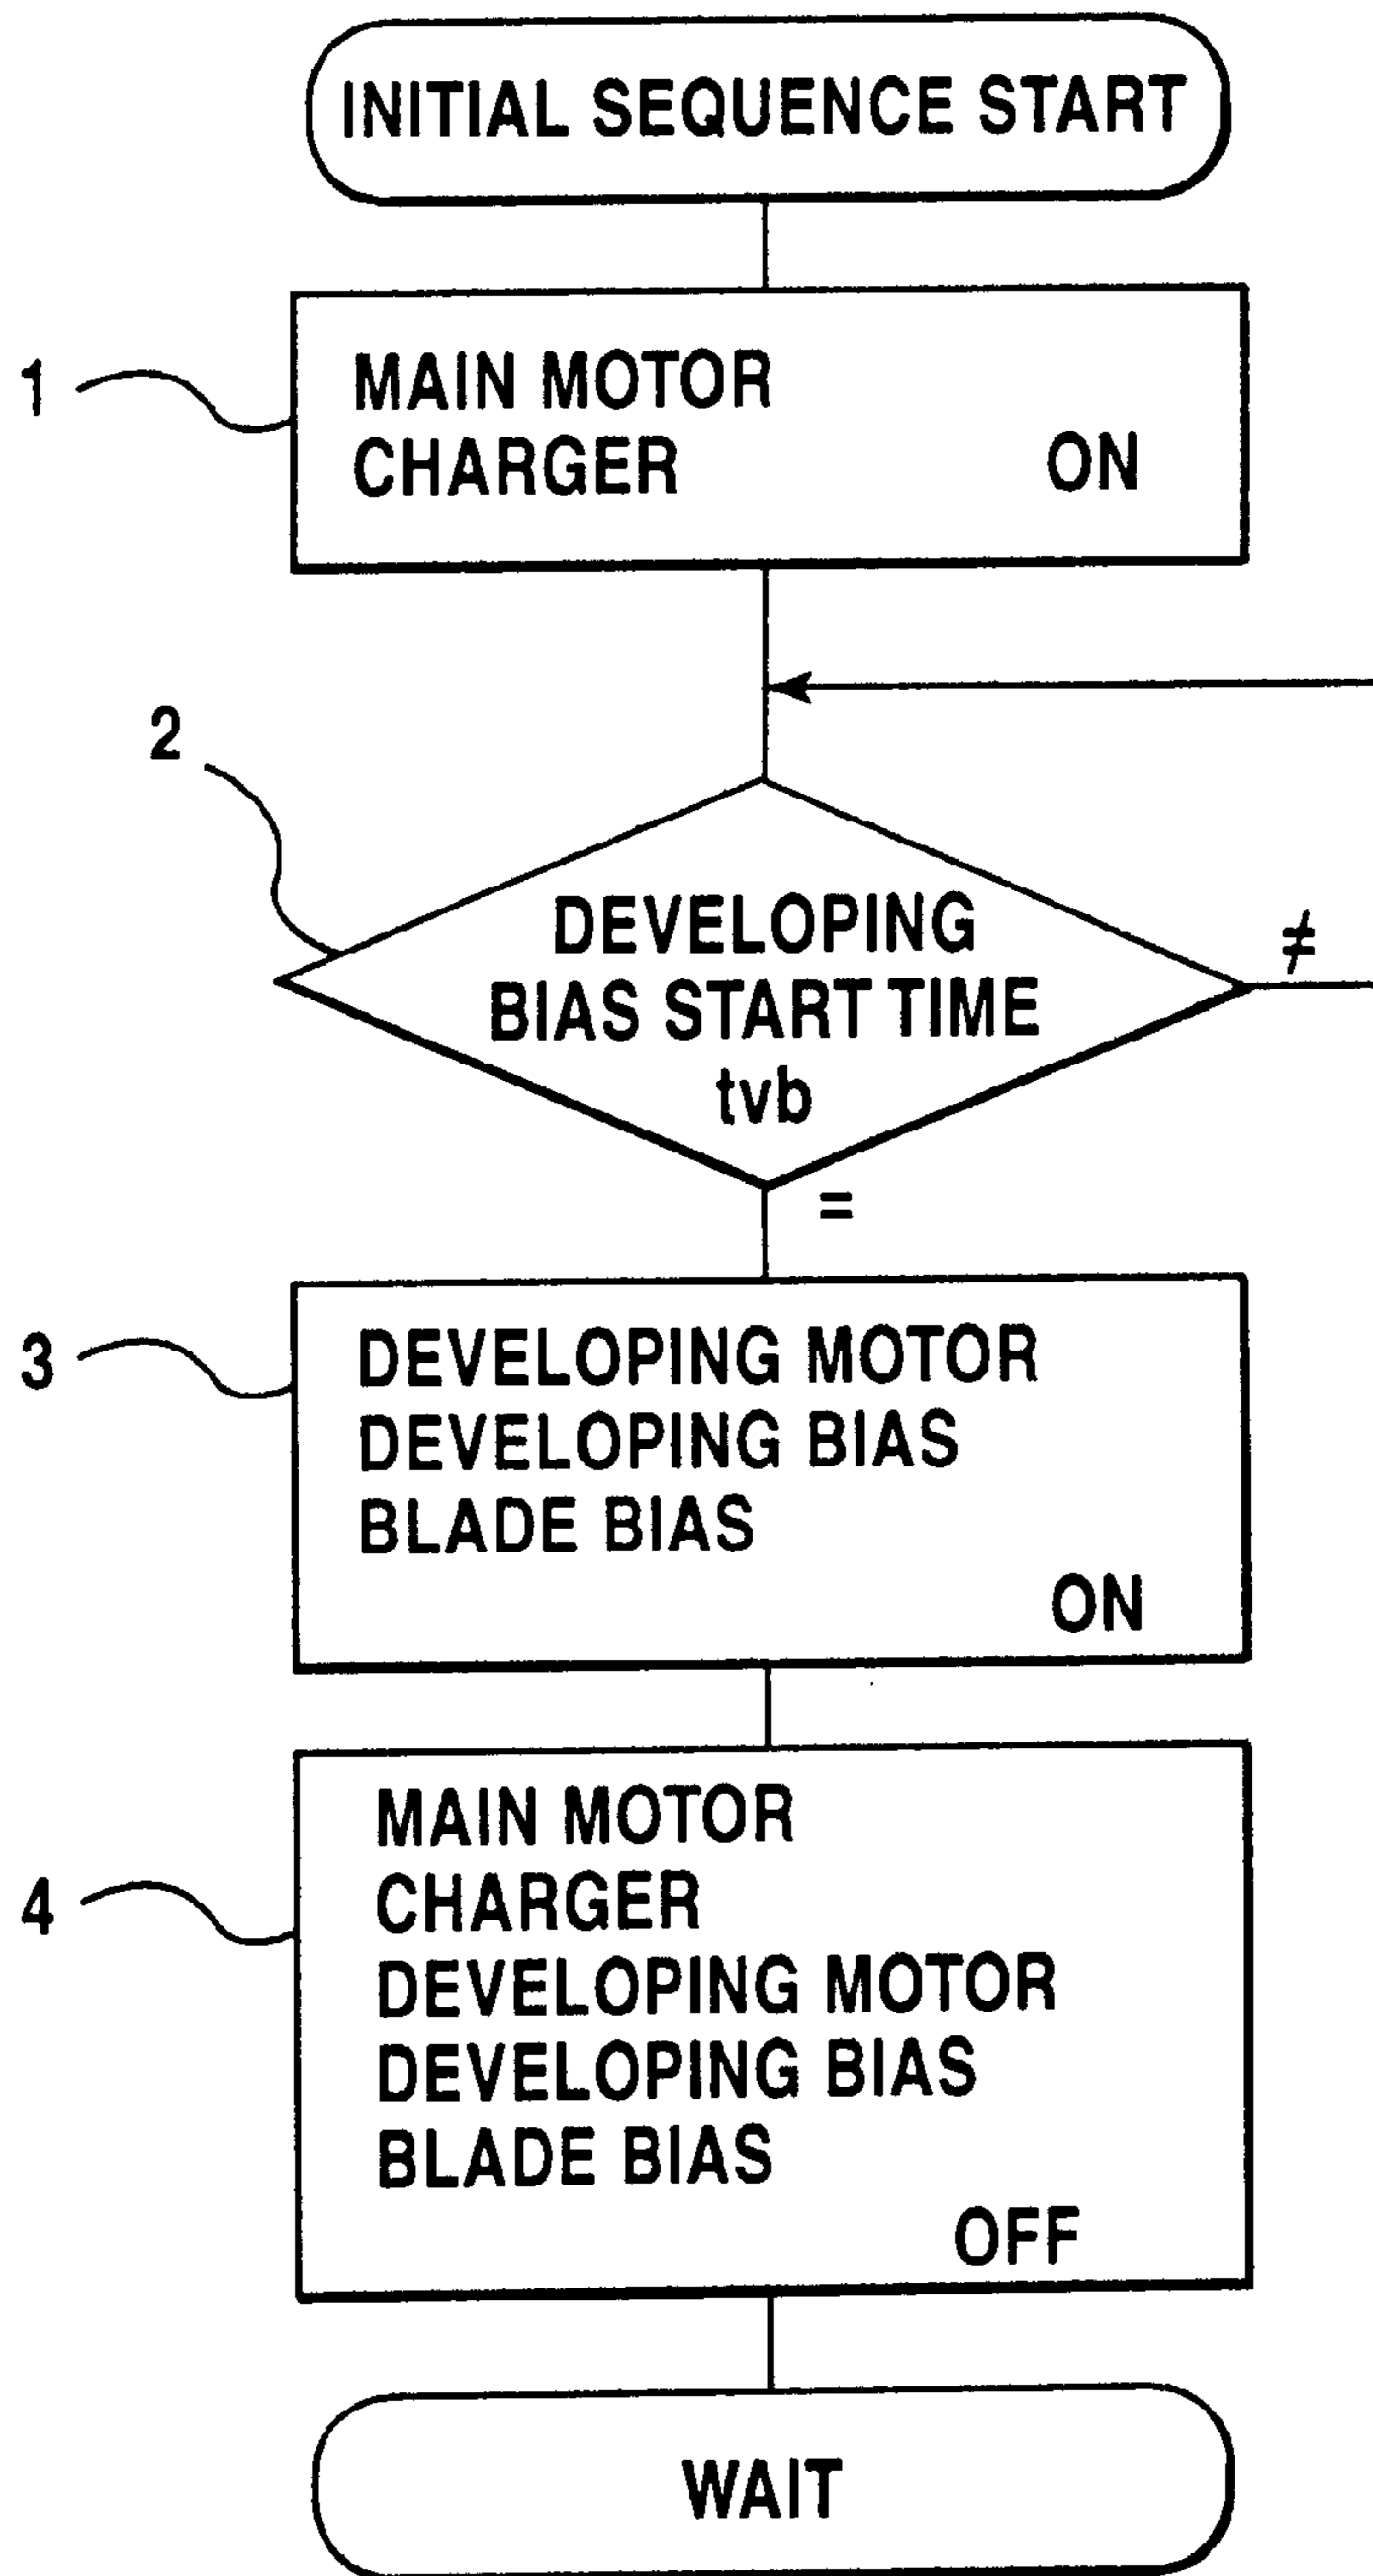 INITIAL SEQUENCE START
1
MAIN MOTOR
CHARGER ON
2
DEVELOPING
BIAS START TIME
tvb
≠
=
3
DEVELOPING MOTOR
DEVELOPING BIAS
BLADE BIAS
ON
4
MAIN MOTOR
CHARGER
DEVELOPING MOTOR
DEVELOPING BIAS
BLADE BIAS
OFF
WAIT